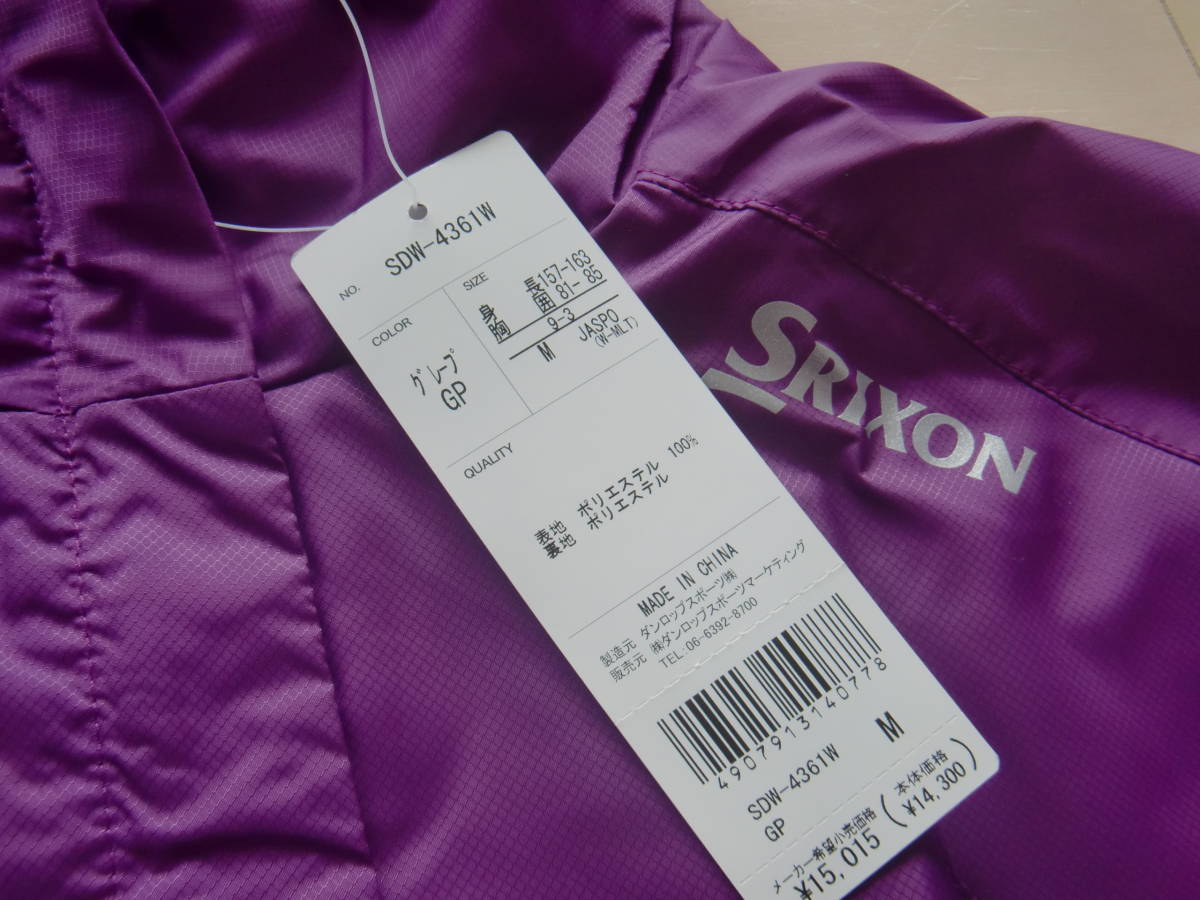 NO. SDW-4361W
COLOR
グレープ
GP
SIZE
身 長157-163
胸 囲 81- 85
9-3
M JASPO
(W-MLT)
QUALITY
表地 ポリエステル 100%
裏地 ポリエステル
MADE IN CHINA
製造元 ダンロップスポーツ㈱
販売元 ㈱ダンロップスポーツマーケティング
TEL:06-6392-8700
4907913140778
SDW-4361W M
GP
メーカー希望小売価格
¥15,015
(本体価格
¥14,300)
SRIXON